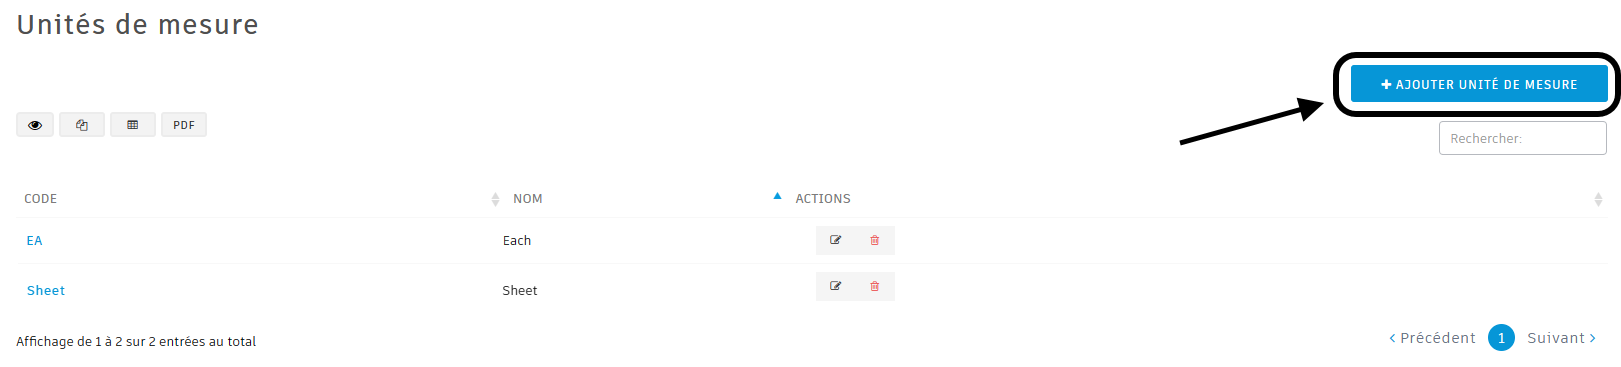 Unités de mesure
AJOUTER UNITÉ DE MESURE
PDF
Rechercher:
CODE NOM ACTIONS
EA Each
Sheet Sheet
Affichage de 1 à 2 sur 2 entrées au total
Précédent 1 Suivant